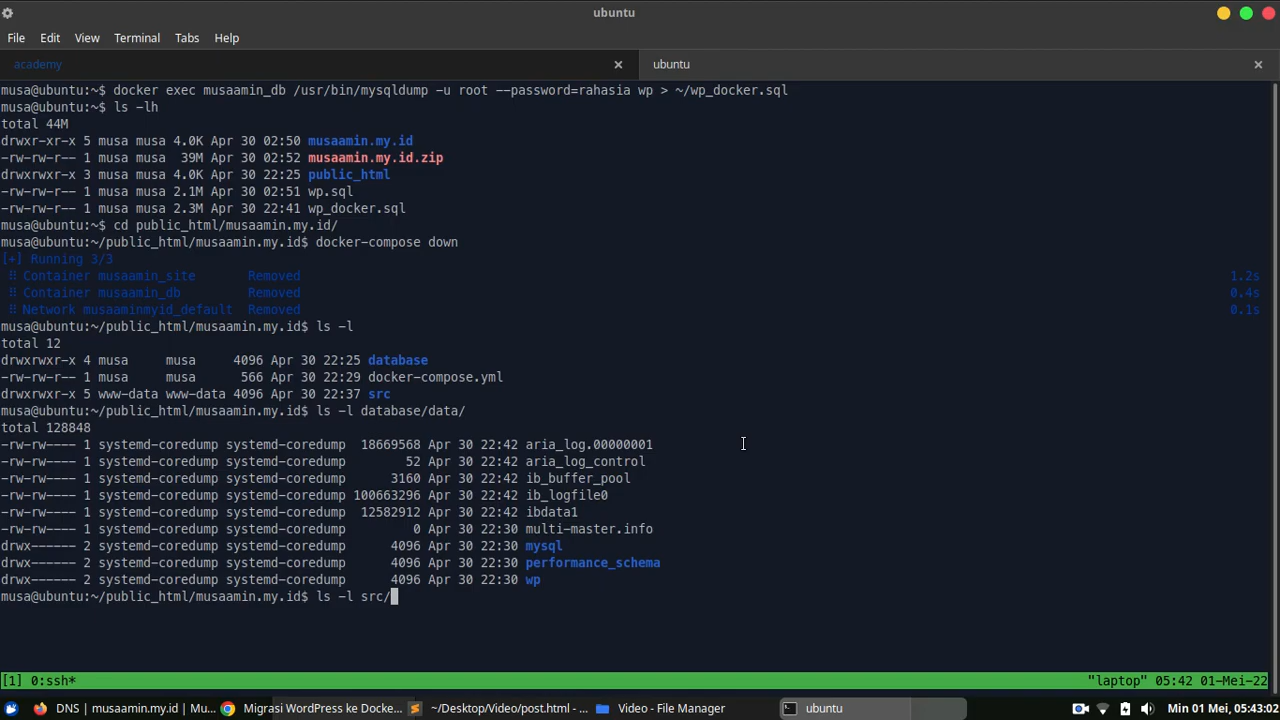 ubuntu
File Edit View Terminal Tabs Help
academy ubuntu
musa@ubuntu:~$ docker exec musaamin_db /usr/bin/mysqldump -u root --password=rahasia wp > ~/wp_docker.sql
musa@ubuntu:~$ ls -lh
total 44M
drwxr-xr-x 5 musa musa 4.0K Apr 30 02:50 musaamin.my.id
-rw-rw-r-- 1 musa musa  39M Apr 30 02:52 musaamin.my.id.zip
drwxrwxr-x 3 musa musa 4.0K Apr 30 22:25 public_html
-rw-rw-r-- 1 musa musa 2.1M Apr 30 02:51 wp.sql
-rw-rw-r-- 1 musa musa 2.3M Apr 30 22:41 wp_docker.sql
musa@ubuntu:~$ cd public_html/musaamin.my.id/
musa@ubuntu:~/public_html/musaamin.my.id$ docker-compose down
[+] Running 3/3
⠿ Container musaamin_site       Removed 1.2s
⠿ Container musaamin_db         Removed 0.4s
⠿ Network musaaminmyid_default  Removed 0.1s
musa@ubuntu:~/public_html/musaamin.my.id$ ls -l
total 12
drwxrwxr-x 4 musa     musa     4096 Apr 30 22:25 database
-rw-rw-r-- 1 musa     musa      566 Apr 30 22:29 docker-compose.yml
drwxrwxr-x 5 www-data www-data 4096 Apr 30 22:37 src
musa@ubuntu:~/public_html/musaamin.my.id$ ls -l database/data/
total 128848
-rw-rw---- 1 systemd-coredump systemd-coredump  18669568 Apr 30 22:42 aria_log.00000001
-rw-rw---- 1 systemd-coredump systemd-coredump        52 Apr 30 22:42 aria_log_control
-rw-rw---- 1 systemd-coredump systemd-coredump      3160 Apr 30 22:42 ib_buffer_pool
-rw-rw---- 1 systemd-coredump systemd-coredump 100663296 Apr 30 22:42 ib_logfile0
-rw-rw---- 1 systemd-coredump systemd-coredump  12582912 Apr 30 22:42 ibdata1
-rw-rw---- 1 systemd-coredump systemd-coredump         0 Apr 30 22:30 multi-master.info
drwx------ 2 systemd-coredump systemd-coredump      4096 Apr 30 22:30 mysql
drwx------ 2 systemd-coredump systemd-coredump      4096 Apr 30 22:30 performance_schema
drwx------ 2 systemd-coredump systemd-coredump      4096 Apr 30 22:30 wp
musa@ubuntu:~/public_html/musaamin.my.id$ ls -l src/
[1] 0:ssh* "laptop" 05:42 01-Mei-22
DNS | musaamin.my.id | Mu... Migrasi WordPress ke Docke... ~/Desktop/Video/post.html - ... Video - File Manager ubuntu Min 01 Mei, 05:43:02